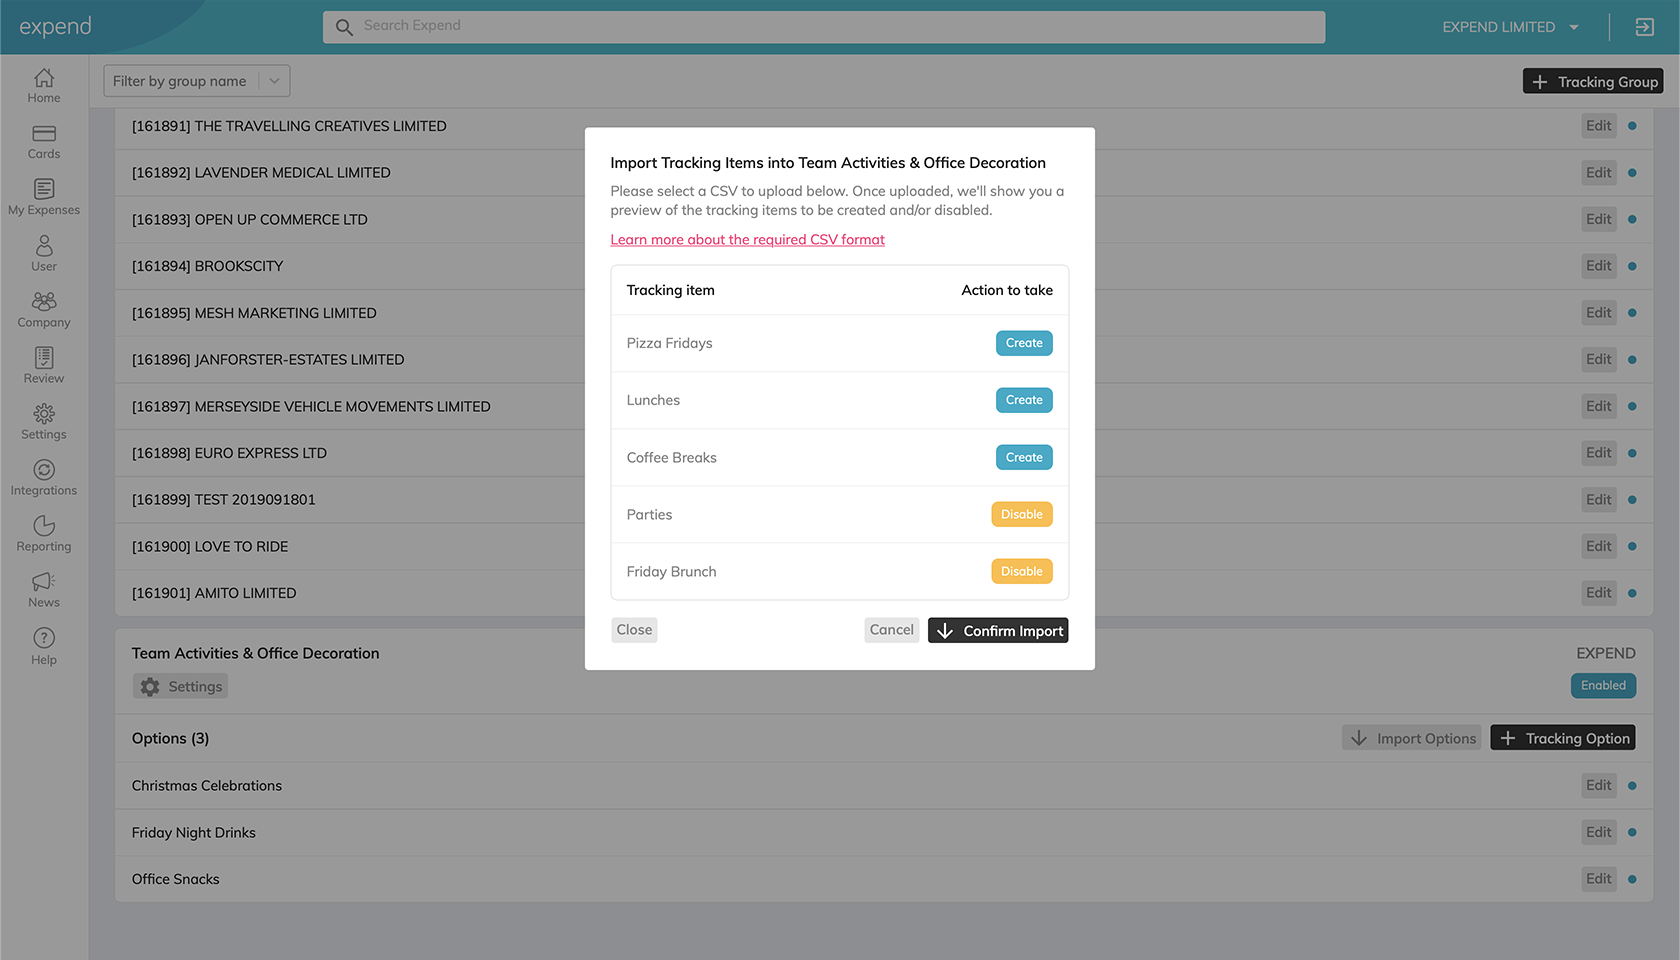 expend
Search Expend
EXPEND LIMITED
Home
Cards
My Expenses
User
Company
Review
Settings
Integrations
Reporting
News
Help
Filter by group name
Tracking Group
[161891] THE TRAVELLING CREATIVES LIMITED
Edit
[161892] LAVENDER MEDICAL LIMITED
Edit
[161893] OPEN UP COMMERCE LTD
Edit
[161894] BROOKSCITY
Edit
[161895] MESH MARKETING LIMITED
Edit
[161896] JANFORSTER-ESTATES LIMITED
Edit
[161897] MERSEYSIDE VEHICLE MOVEMENTS LIMITED
Edit
[161898] EURO EXPRESS LTD
Edit
[161899] TEST 2019091801
Edit
[161900] LOVE TO RIDE
Edit
[161901] AMITO LIMITED
Edit
Import Tracking Items into Team Activities & Office Decoration
Please select a CSV to upload below. Once uploaded, we'll show you a
preview of the tracking items to be created and/or disabled.
Learn more about the required CSV format
Tracking item Action to take
Pizza Fridays Create
Lunches Create
Coffee Breaks Create
Parties Disable
Friday Brunch Disable
Close Cancel Confirm Import
Team Activities & Office Decoration EXPEND
Settings Enabled
Options (3) Import Options Tracking Option
Christmas Celebrations Edit
Friday Night Drinks Edit
Office Snacks Edit